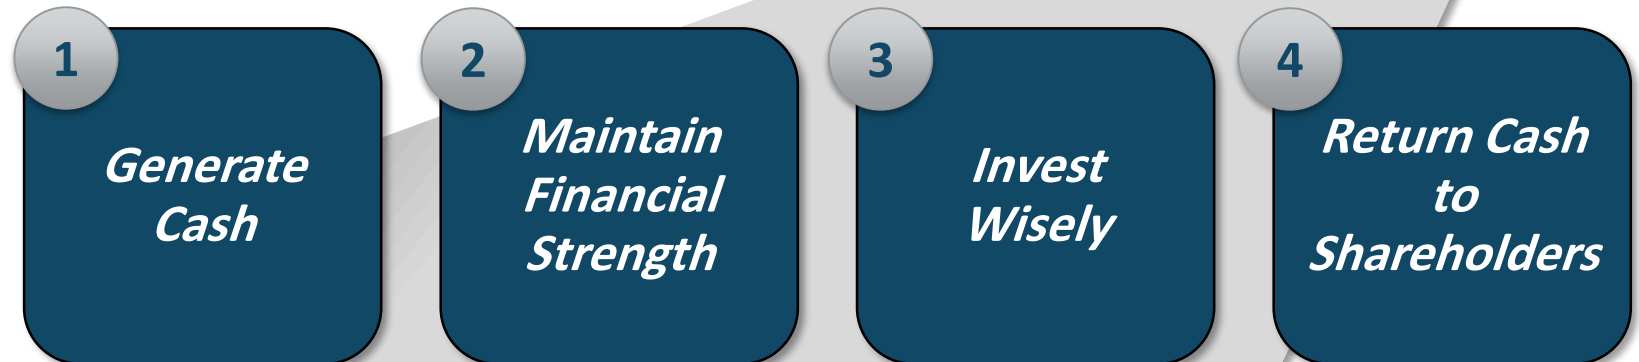 1
Generate
Cash
2
Maintain
Financial
Strength
3
Invest
Wisely
4
Return Cash
to
Shareholders